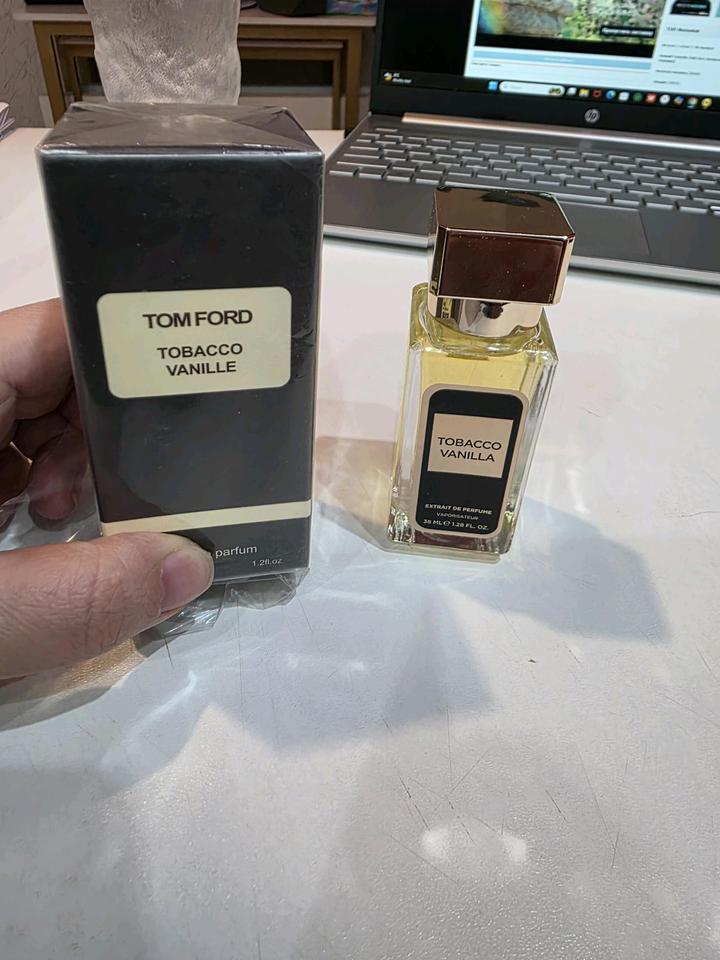 TOM FORD
TOBACCO
VANILLE
parfum
1.2fl.oz
TOBACCO
VANILLA
EXTRAIT DE PERFUME
VAPORISATEUR
38 ML ℮ 1.28 FL. OZ.
hp